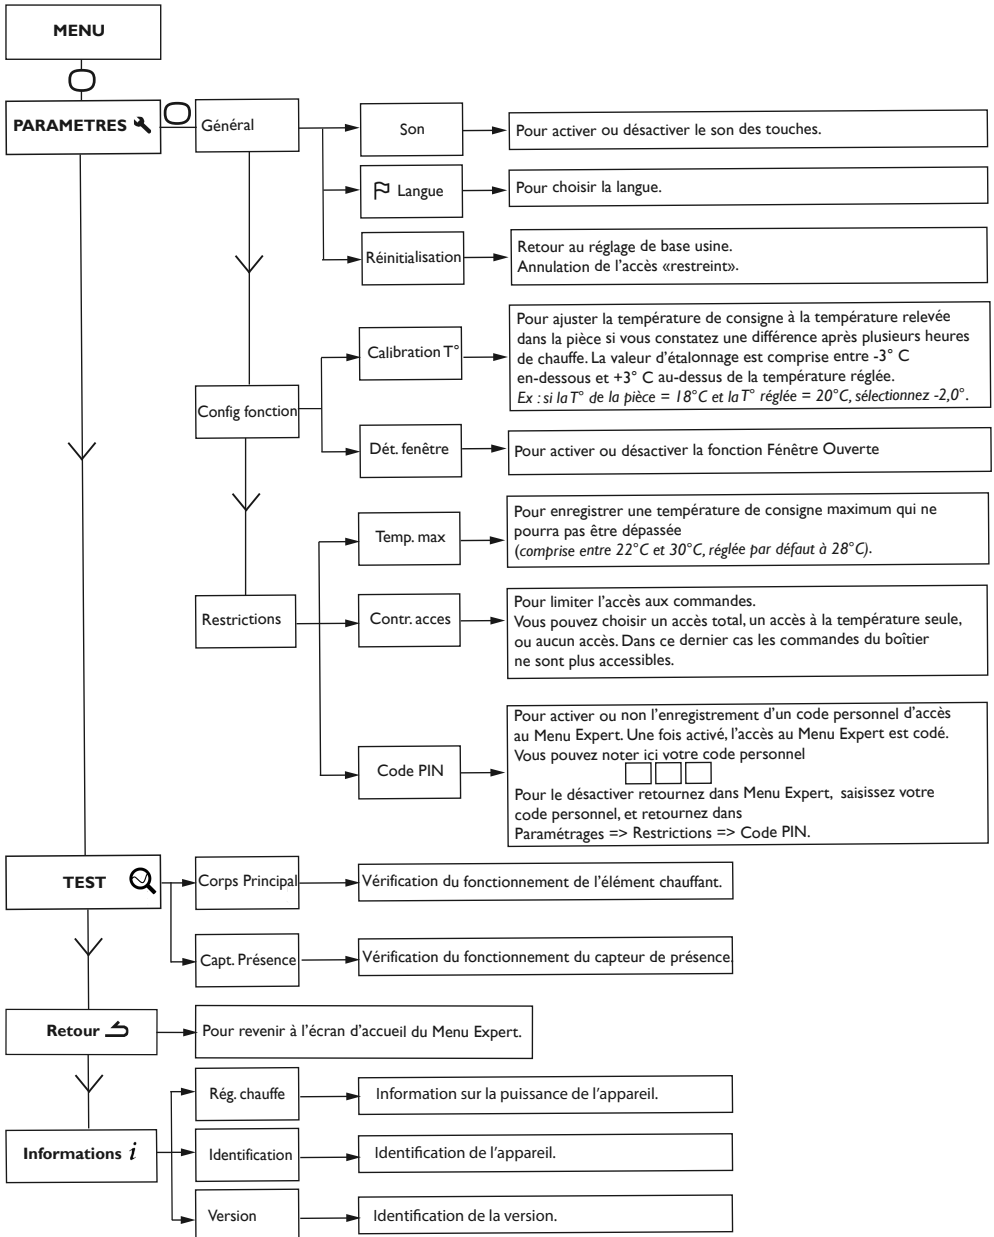 MENU
PARAMETRES
Général
Son
Pour activer ou désactiver le son des touches.
Langue
Pour choisir la langue.
Réinitialisation
Retour au réglage de base usine.
Annulation de l'accès «restreint».
Config fonction
Calibration T°
Pour ajuster la température de consigne à la température relevée
dans la pièce si vous constatez une différence après plusieurs heures
de chauffe. La valeur d'étalonnage est comprise entre -3° C
en-dessous et +3° C au-dessus de la température réglée.
Ex : si la T° de la pièce = 18°C et la T° réglée = 20°C, sélectionnez -2,0°.
Dét. fenêtre
Pour activer ou désactiver la fonction Fénêtre Ouverte
Restrictions
Temp. max
Pour enregistrer une température de consigne maximum qui ne
pourra pas être dépassée
(comprise entre 22°C et 30°C, réglée par défaut à 28°C).
Contr. acces
Pour limiter l'accès aux commandes.
Vous pouvez choisir un accès total, un accès à la température seule,
ou aucun accès. Dans ce dernier cas les commandes du boîtier
ne sont plus accessibles.
Code PIN
Pour activer ou non l'enregistrement d'un code personnel d'accès
au Menu Expert. Une fois activé, l'accès au Menu Expert est codé.
Vous pouvez noter ici votre code personnel
Pour le désactiver retournez dans Menu Expert, saisissez votre
code personnel, et retournez dans
Paramétrages => Restrictions => Code PIN.
TEST
Corps Principal
Vérification du fonctionnement de l'élément chauffant.
Capt. Présence
Vérification du fonctionnement du capteur de présence.
Retour
Pour revenir à l'écran d'accueil du Menu Expert.
Informations i
Rég. chauffe
Information sur la puissance de l'appareil.
Identification
Identification de l'appareil.
Version
Identification de la version.